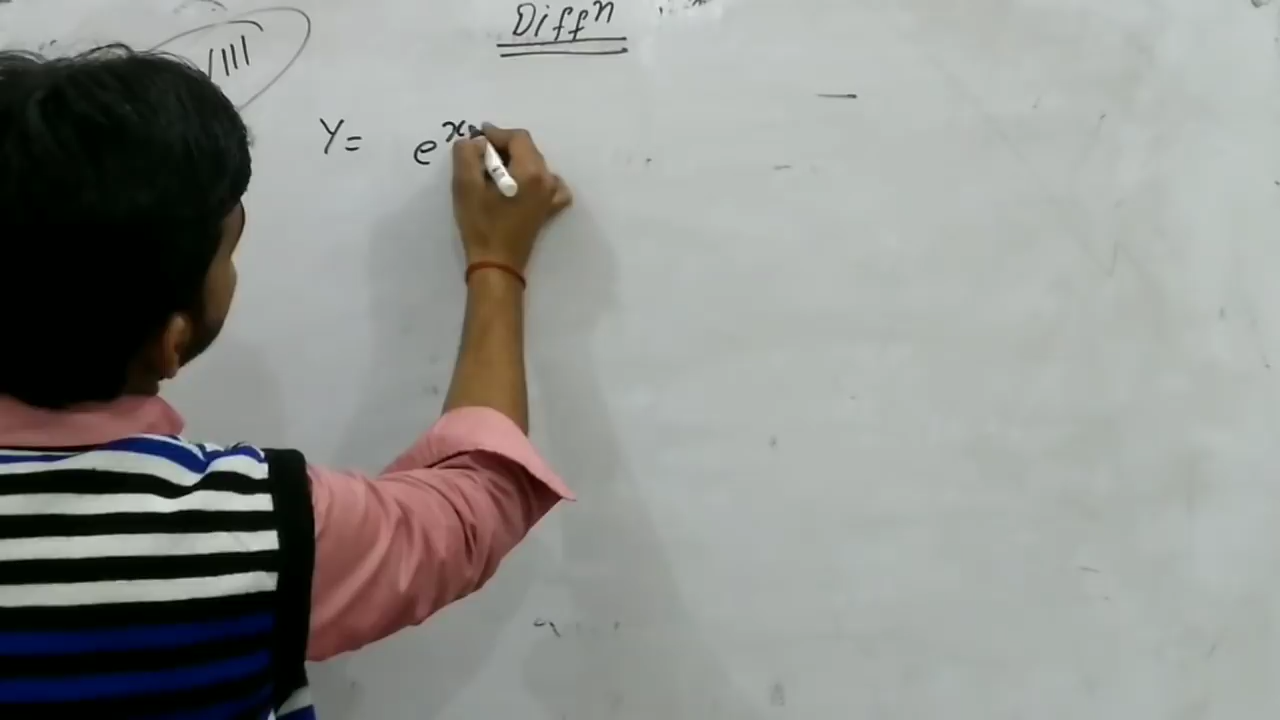 Diffⁿ
Y= eˣ